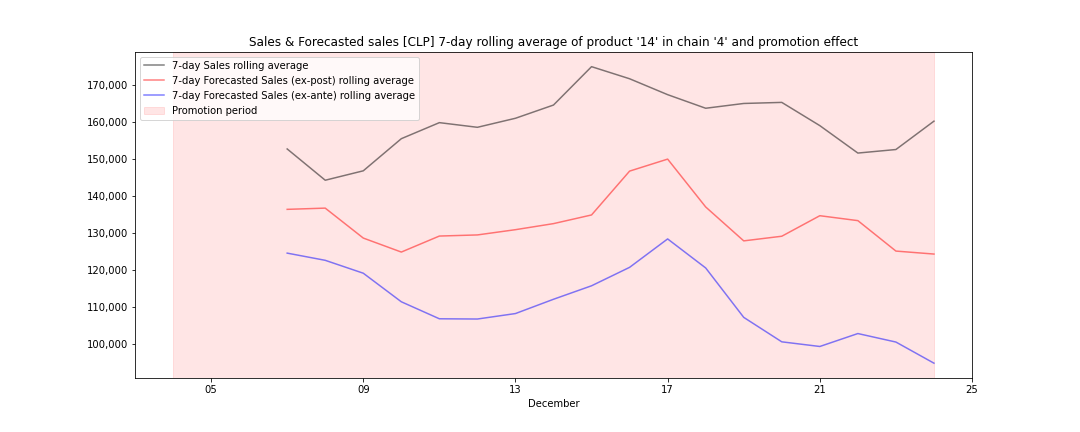 Sales & Forecasted sales [CLP] 7-day rolling average of product '14' in chain '4' and promotion effect
7-day Sales rolling average
7-day Forecasted Sales (ex-post) rolling average
7-day Forecasted Sales (ex-ante) rolling average
Promotion period
170,000
160,000
150,000
140,000
130,000
120,000
110,000
100,000
05 09 13 17 21 25
December